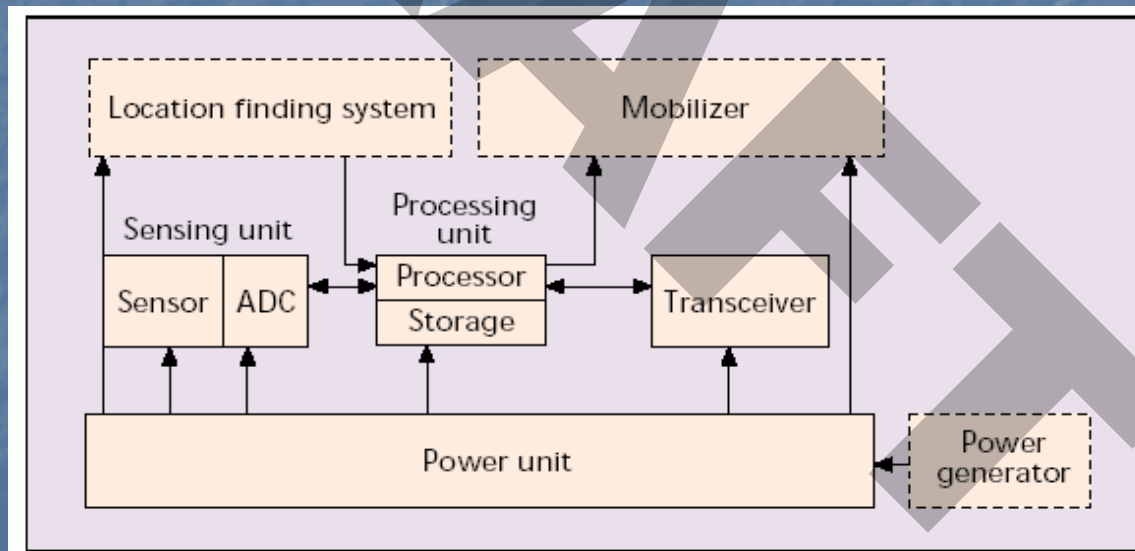 Location finding system
Mobilizer
Sensing unit
Processing
unit
Sensor
ADC
Processor
Storage
Transceiver
Power unit
Power
generator